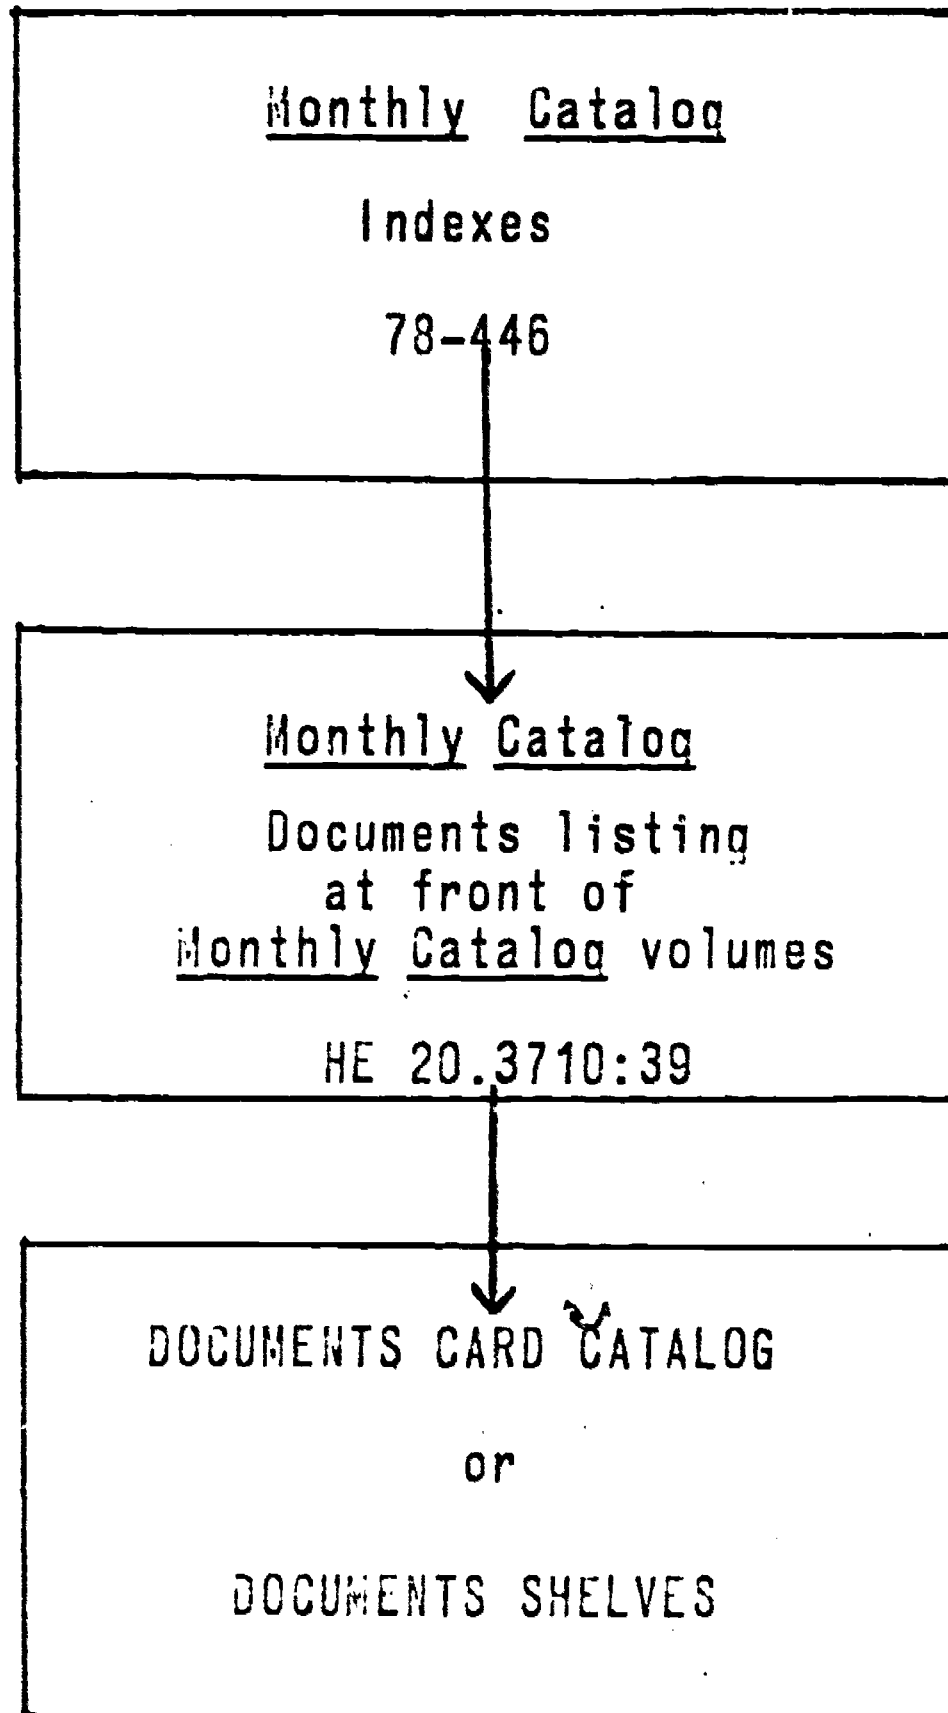 Monthly Catalog
Indexes
78-446
Monthly Catalog
Documents listing
at front of
Monthly Catalog volumes
HE 20.3710:39
DOCUMENTS CARD CATALOG
or
DOCUMENTS SHELVES